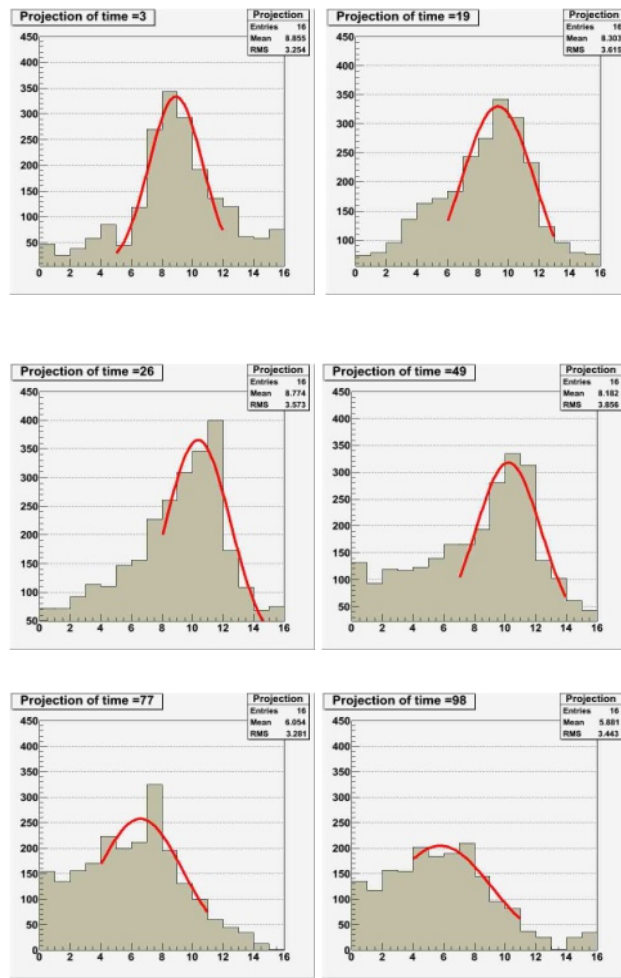 Projection of time =3
Projection
Entries 16
Mean 8.855
RMS 3.254
450
400
350
300
250
200
150
100
50
0 2 4 6 8 10 12 14 16
Projection of time =19
Projection
Entries 16
Mean 8.303
RMS 3.615
450
400
350
300
250
200
150
100
0 2 4 6 8 10 12 14 16
Projection of time =26
Projection
Entries 16
Mean 8.774
RMS 3.573
450
400
350
300
250
200
150
100
50
0 2 4 6 8 10 12 14 16
Projection of time =49
Projection
Entries 16
Mean 8.182
RMS 3.856
450
400
350
300
250
200
150
100
50
0 2 4 6 8 10 12 14 16
Projection of time =77
Projection
Entries 16
Mean 6.054
RMS 3.281
450
400
350
300
250
200
150
100
50
0
0 2 4 6 8 10 12 14 16
Projection of time =98
Projection
Entries 16
Mean 5.881
RMS 3.443
450
400
350
300
250
200
150
100
50
0
0 2 4 6 8 10 12 14 16